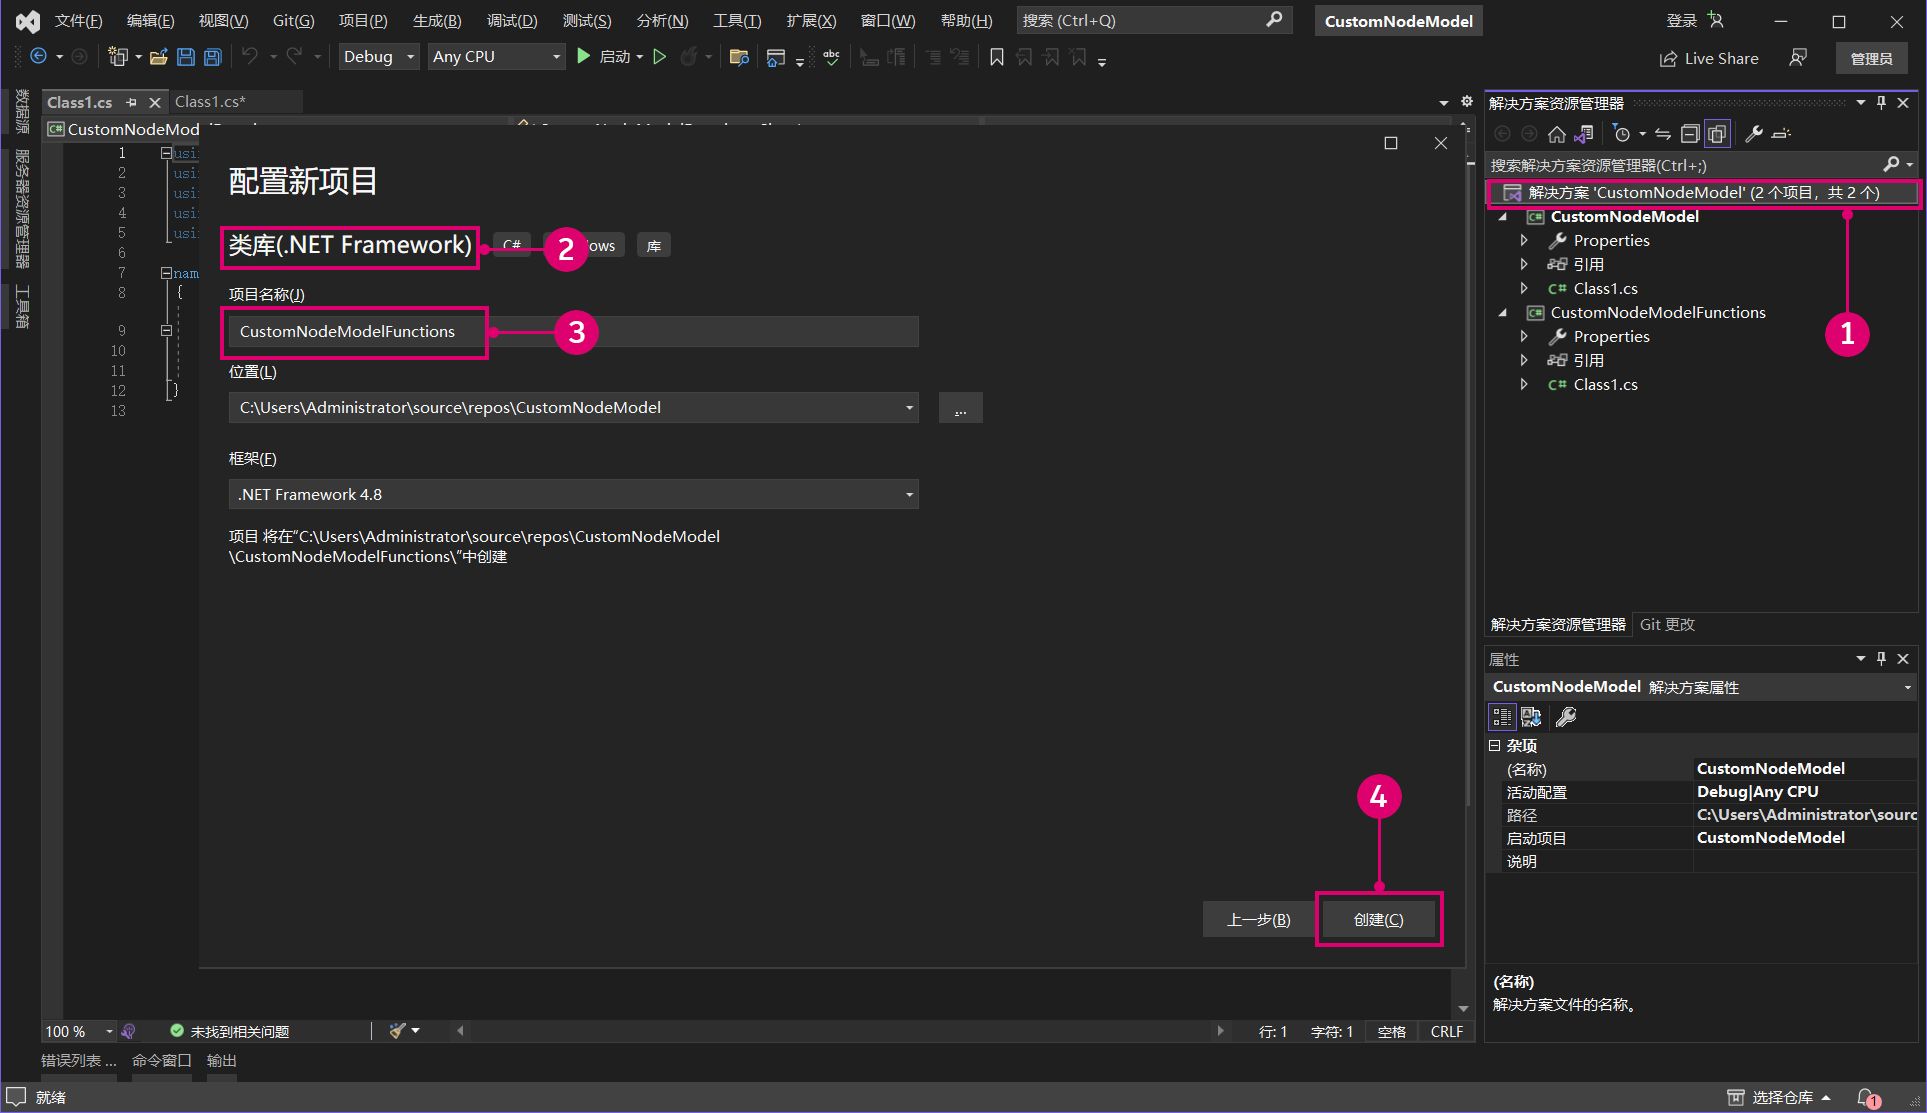 文件(F) 编辑(E) 视图(V) Git(G) 项目(P) 生成(B) 调试(D) 测试(S) 分析(N) 工具(T) 扩展(X) 窗口(W) 帮助(H) 搜索 (Ctrl+Q) CustomNodeModel 登录
Debug Any CPU 启动 abc Live Share 管理员
数据源
服务器资源管理器
工具箱
Class1.cs Class1.cs*
C# CustomNodeMod
1 usi
2 usi
3 usi
4 usi
5 usi
6
7 nam
8 {
9
10
11
12 }
13
配置新项目
类库(.NET Framework) C# ows 库
2
项目名称(J)
CustomNodeModelFunctions
3
位置(L)
C:\Users\Administrator\source\repos\CustomNodeModel ...
框架(F)
.NET Framework 4.8
项目 将在“C:\Users\Administrator\source\repos\CustomNodeModel
\CustomNodeModelFunctions\”中创建
4
上一步(B) 创建(C)
100 % 未找到相关问题 行: 1 字符: 1 空格 CRLF
错误列表 ... 命令窗口 输出
解决方案资源管理器
搜索解决方案资源管理器(Ctrl+;)
解决方案 'CustomNodeModel' (2 个项目，共 2 个)
C# CustomNodeModel
Properties
引用
C# Class1.cs
C# CustomNodeModelFunctions
Properties
引用
C# Class1.cs
1
解决方案资源管理器 Git 更改
属性
CustomNodeModel 解决方案属性
杂项
(名称) CustomNodeModel
活动配置 Debug|Any CPU
路径 C:\Users\Administrator\sourc
启动项目 CustomNodeModel
说明
(名称)
解决方案文件的名称。
就绪 选择仓库 1